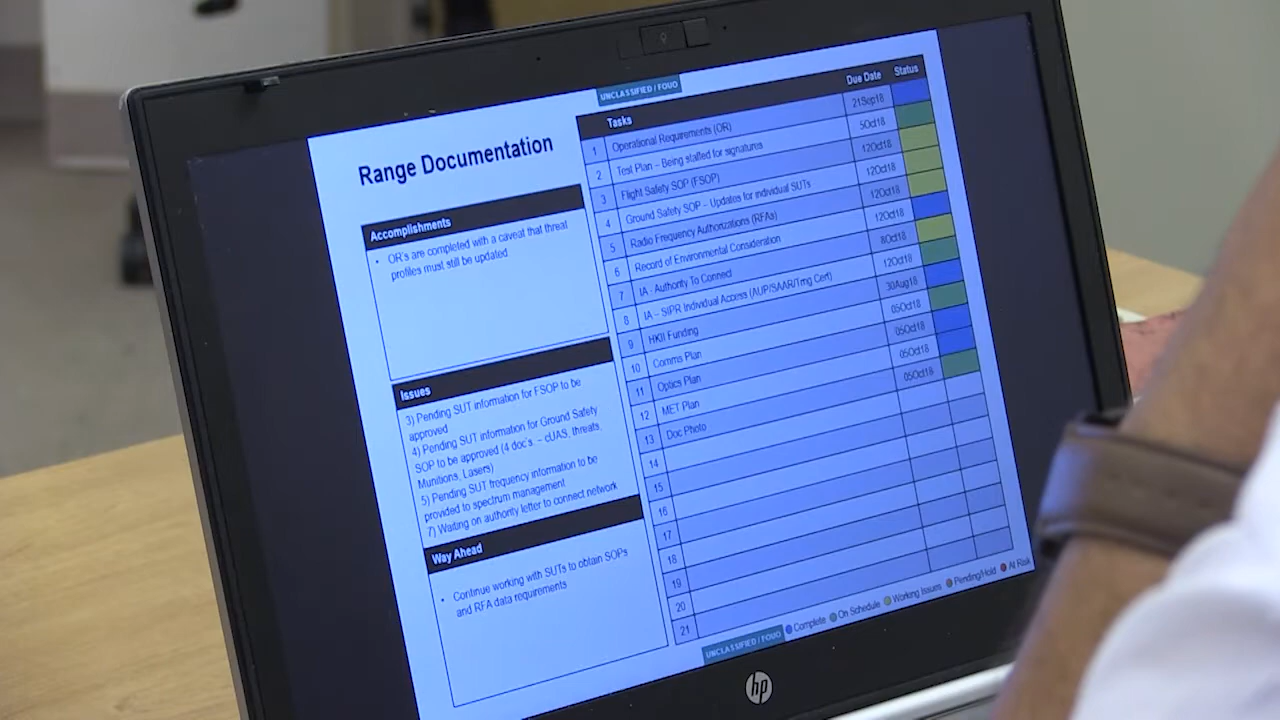 UNCLASSIFIED / FOUO
Range Documentation
Accomplishments
• OR's are completed with a caveat that threat
profiles must still be updated
Issues
3) Pending SUT information for FSOP to be
approved
4) Pending SUT information for Ground Safety
SOP to be approved (4 doc's. – cUAS, threats,
Munitions, Lasers)
5) Pending SUT frequency information to be
provided to spectrum management
7) Waiting on authority letter to connect network
Way Ahead
• Continue working with SUTs to obtain SOPs
and RFA data requirements
Tasks Due Date Status
1 Operational Requirements (OR) 21Sep18
2 Test Plan – Being staffed for signatures 5Oct18
3 Flight Safety SOP (FSOP) 12Oct18
4 Ground Safety SOP – Updates for individual SUTs 12Oct18
5 Radio Frequency Authorizations (RFAs) 12Oct18
6 Record of Environmental Consideration 12Oct18
7 IA - Authority To Connect 8Oct18
8 IA – SIPR Individual Access (AUP/SAAR/Trng Cert) 12Oct18
9 HKII Funding 30Aug18
10 Comms Plan 05Oct18
11 Optics Plan 05Oct18
12 MET Plan 05Oct18
13 Doc Photo 05Oct18
14
15
16
17
18
19
20
21
Complete On Schedule Working Issues Pending/Hold At Risk
UNCLASSIFIED / FOUO
hp